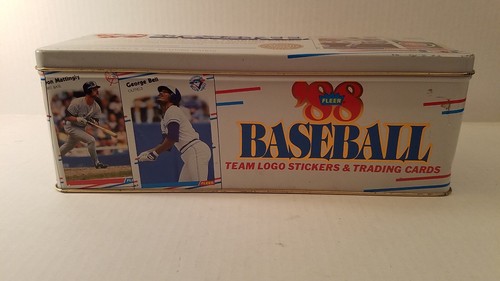 Don Mattingly
George Bell
'88
FLEER
BASEBALL
TEAM LOGO STICKERS & TRADING CARDS